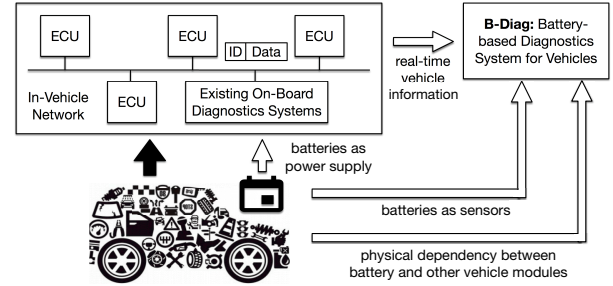 ECU
ECU
ECU
ID Data
ECU
Existing On-Board
Diagnostics Systems
In-Vehicle
Network
real-time
vehicle
information
B-Diag: Battery-
based Diagnostics
System for Vehicles
batteries as
power supply
batteries as sensors
physical dependency between
battery and other vehicle modules